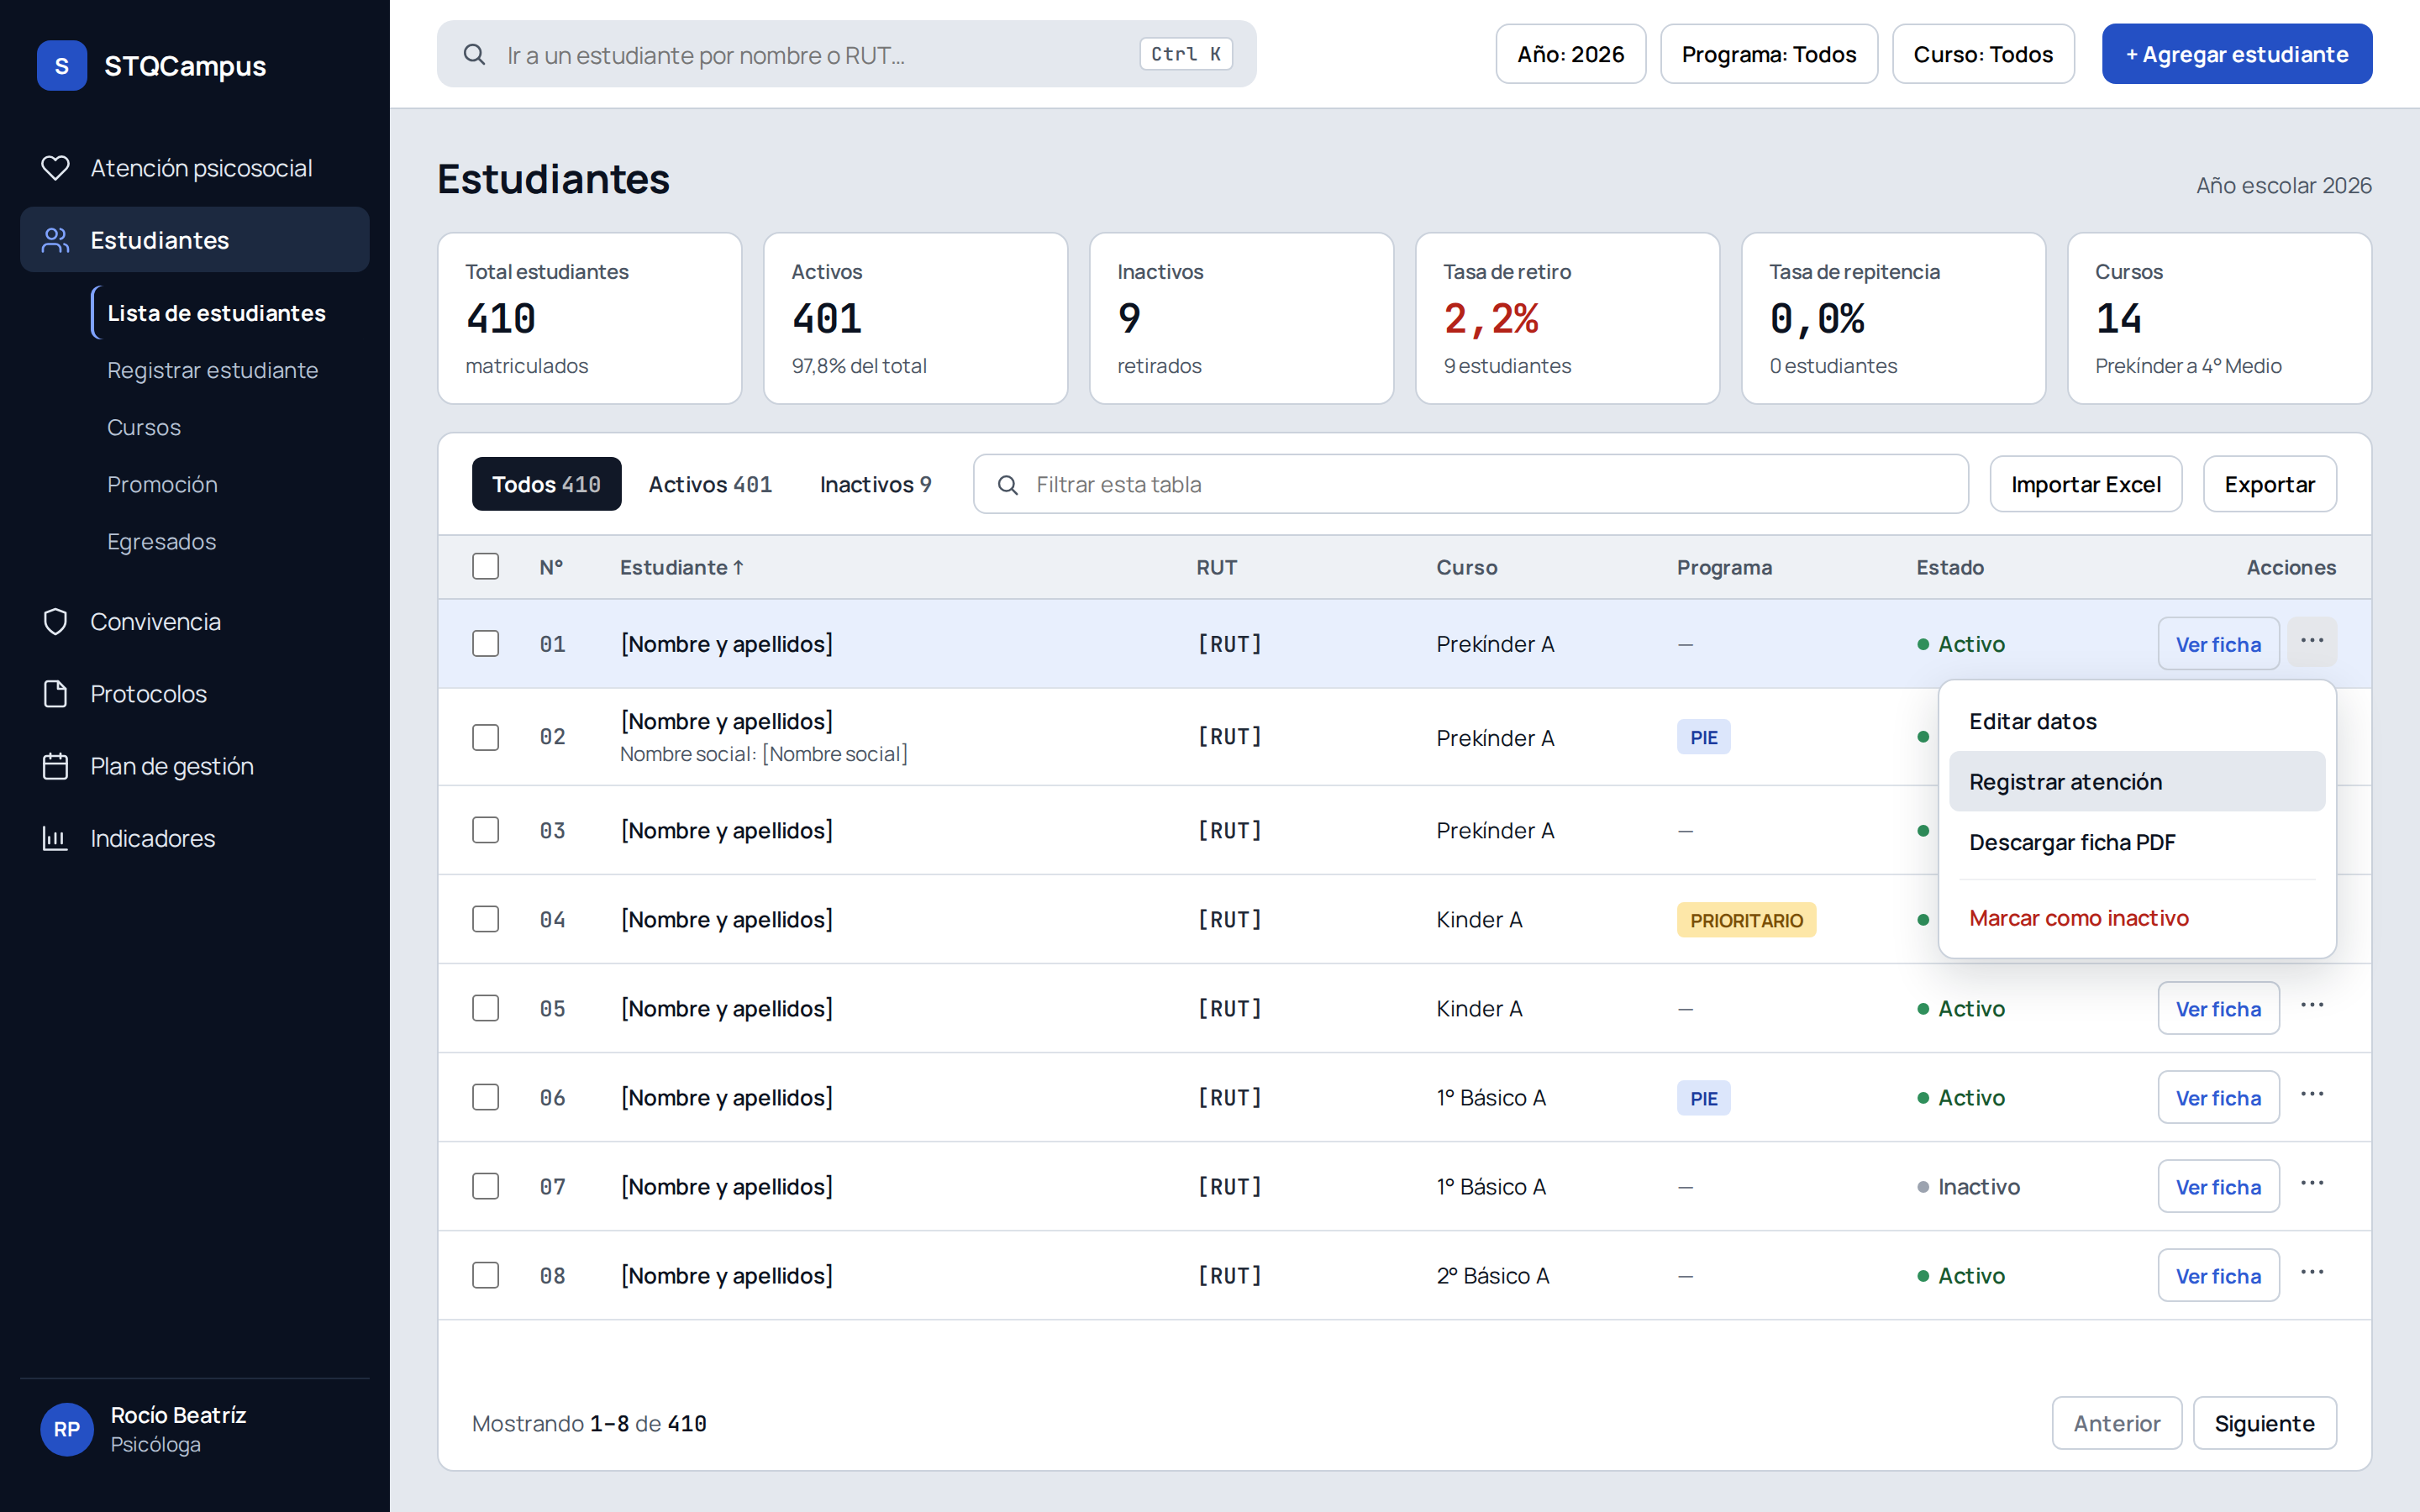 S STQCampus
Atención psicosocial
Estudiantes
Lista de estudiantes
Registrar estudiante
Cursos
Promoción
Egresados
Convivencia
Protocolos
Plan de gestión
Indicadores
RP Rocío Beatríz
Psicóloga
Ir a un estudiante por nombre o RUT... Ctrl K
Año: 2026 Programa: Todos Curso: Todos + Agregar estudiante
Estudiantes
Año escolar 2026
Total estudiantes
410
matriculados
Activos
401
97,8% del total
Inactivos
9
retirados
Tasa de retiro
2,2%
9 estudiantes
Tasa de repitencia
0,0%
0 estudiantes
Cursos
14
Prekínder a 4° Medio
Todos 410 Activos 401 Inactivos 9 Filtrar esta tabla Importar Excel Exportar
N° Estudiante ↑ RUT Curso Programa Estado Acciones
01 [Nombre y apellidos] [RUT] Prekínder A — Activo Ver ficha ···
02 [Nombre y apellidos] [RUT] Prekínder A PIE
Nombre social: [Nombre social]
03 [Nombre y apellidos] [RUT] Prekínder A —
04 [Nombre y apellidos] [RUT] Kinder A PRIORITARIO
Editar datos
Registrar atención
Descargar ficha PDF
Marcar como inactivo
05 [Nombre y apellidos] [RUT] Kinder A — Activo Ver ficha ···
06 [Nombre y apellidos] [RUT] 1° Básico A PIE Activo Ver ficha ···
07 [Nombre y apellidos] [RUT] 1° Básico A — Inactivo Ver ficha ···
08 [Nombre y apellidos] [RUT] 2° Básico A — Activo Ver ficha ···
Mostrando 1–8 de 410 Anterior Siguiente